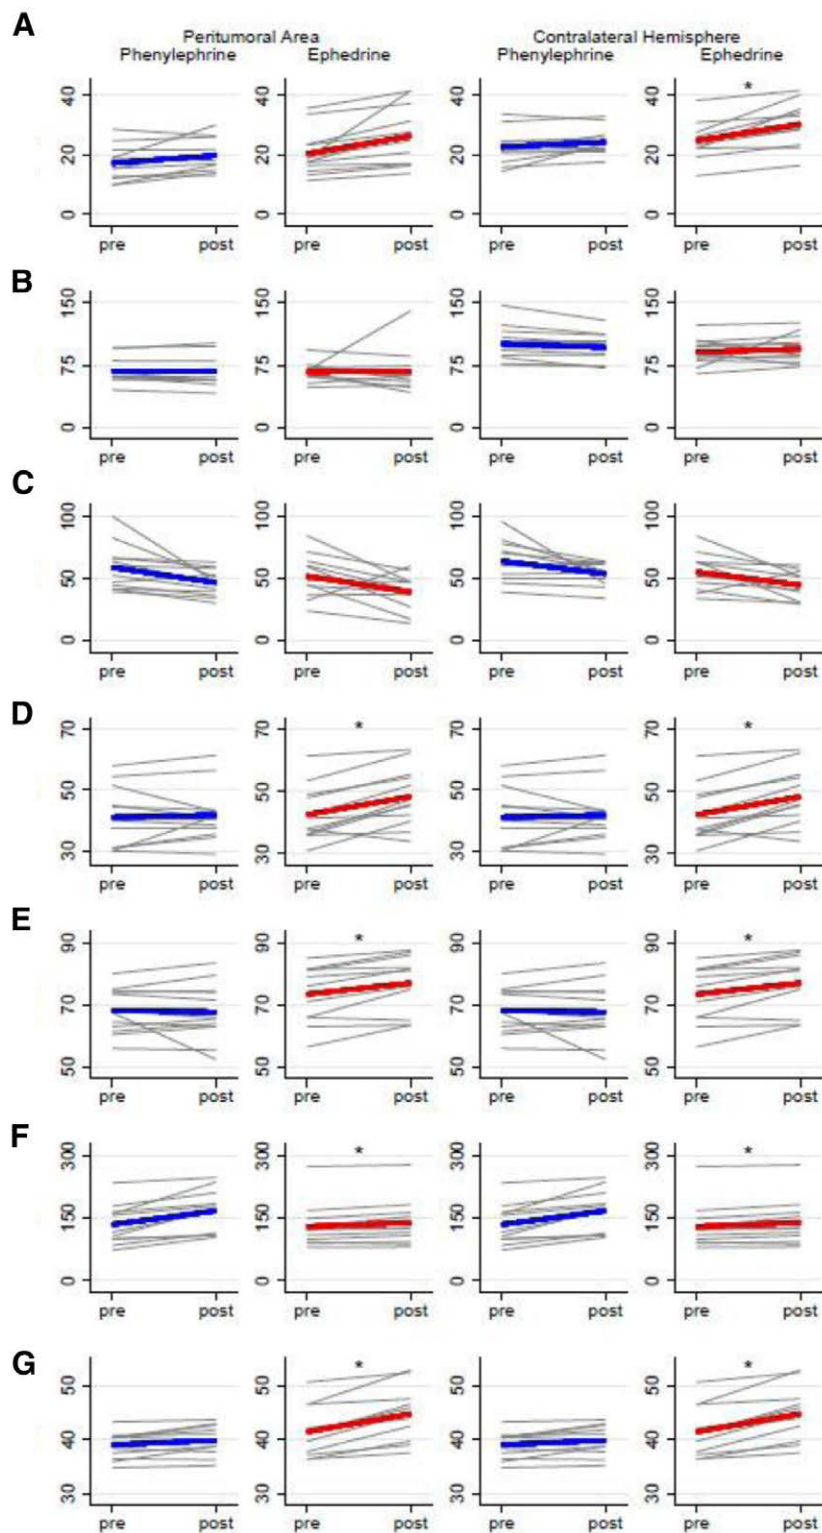 A
Peritumoral Area Contralateral Hemisphere
Phenylephrine Ephedrine Phenylephrine Ephedrine
*
40 40 40 40
20 20 20 20
0 0 0 0
pre post pre post pre post pre post
B
150 150 150 150
75 75 75 75
0 0 0 0
pre post pre post pre post pre post
C
100 100 100 100
50 50 50 50
0 0 0 0
pre post pre post pre post pre post
D
* *
70 70 70 70
50 50 50 50
30 30 30 30
pre post pre post pre post pre post
E
* *
90 90 90 90
70 70 70 70
50 50 50 50
pre post pre post pre post pre post
F
* *
300 300 300 300
150 150 150 150
0 0 0 0
pre post pre post pre post pre post
G
* *
50 50 50 50
40 40 40 40
30 30 30 30
pre post pre post pre post pre post